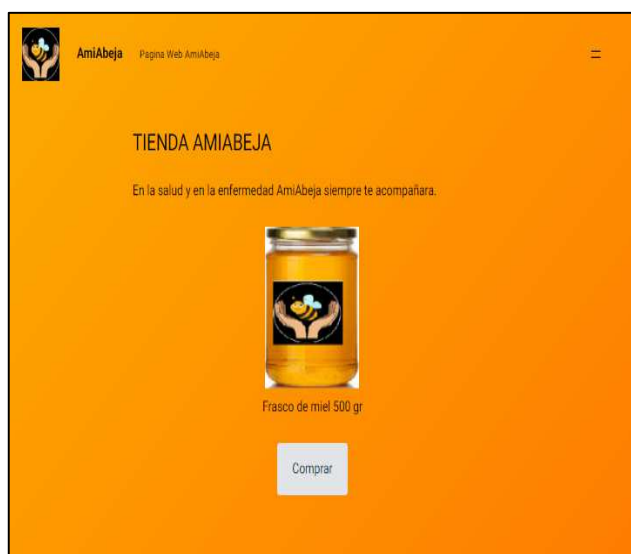 AmiAbeja Pagina Web AmiAbeja
TIENDA AMIABEJA
En la salud y en la enfermedad AmiAbeja siempre te acompañara.
Frasco de miel 500 gr
Comprar